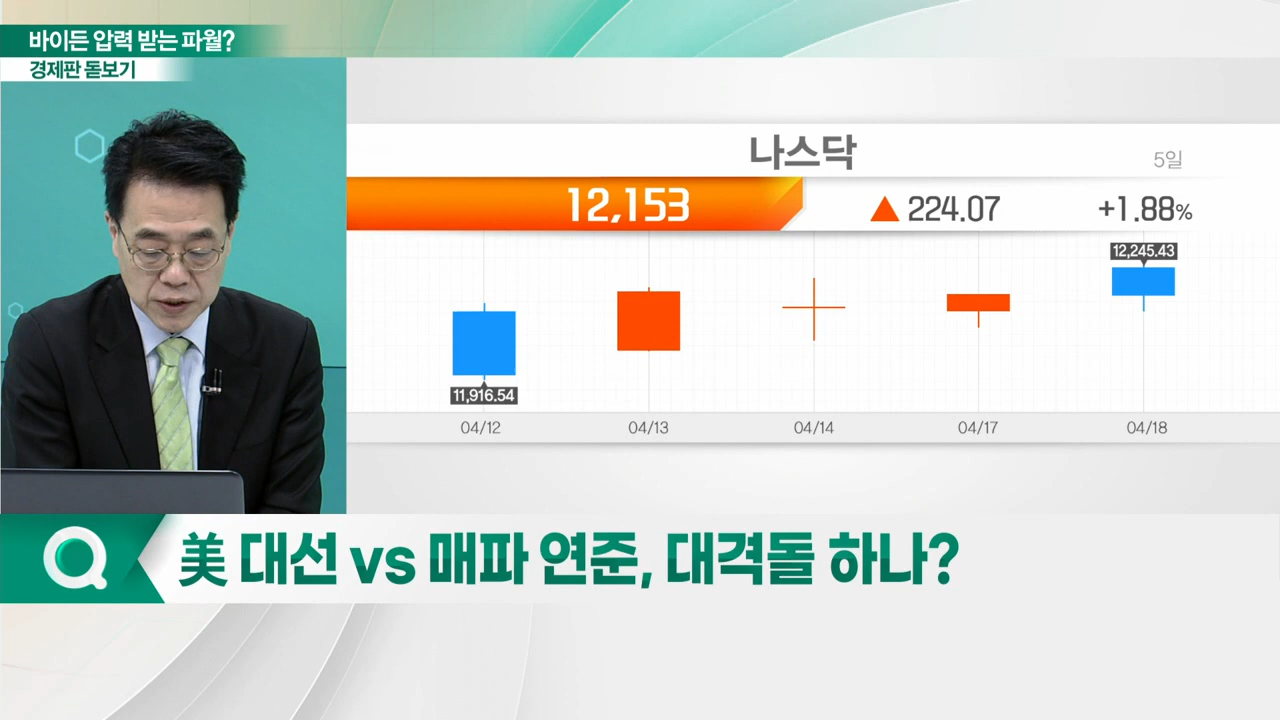 바이든 압력 받는 파월?
경제판 돋보기
나스닥
5일
12,153 ▲ 224.07 +1.88%
12,245.43
11,916.54
04/12 04/13 04/14 04/17 04/18
美 대선 vs 매파 연준, 대격돌 하나?